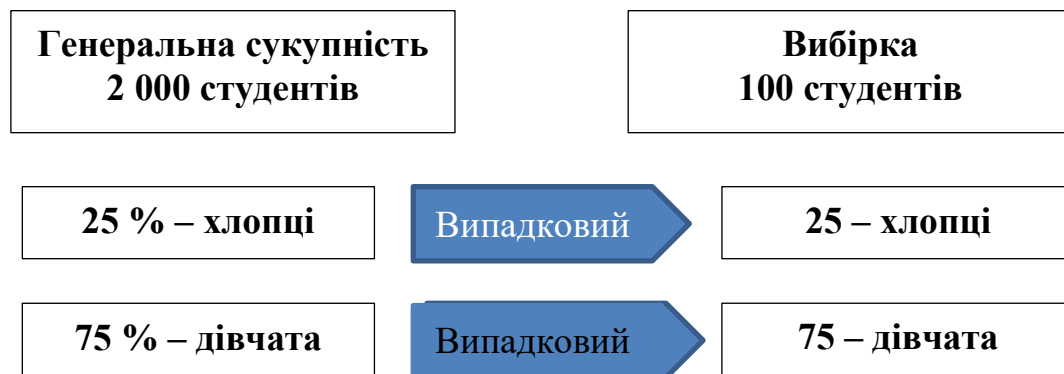 Генеральна сукупність
2 000 студентів
Вибірка
100 студентів
25 % – хлопці
Випадковий
25 – хлопці
75 % – дівчата
Випадковий
75 – дівчата